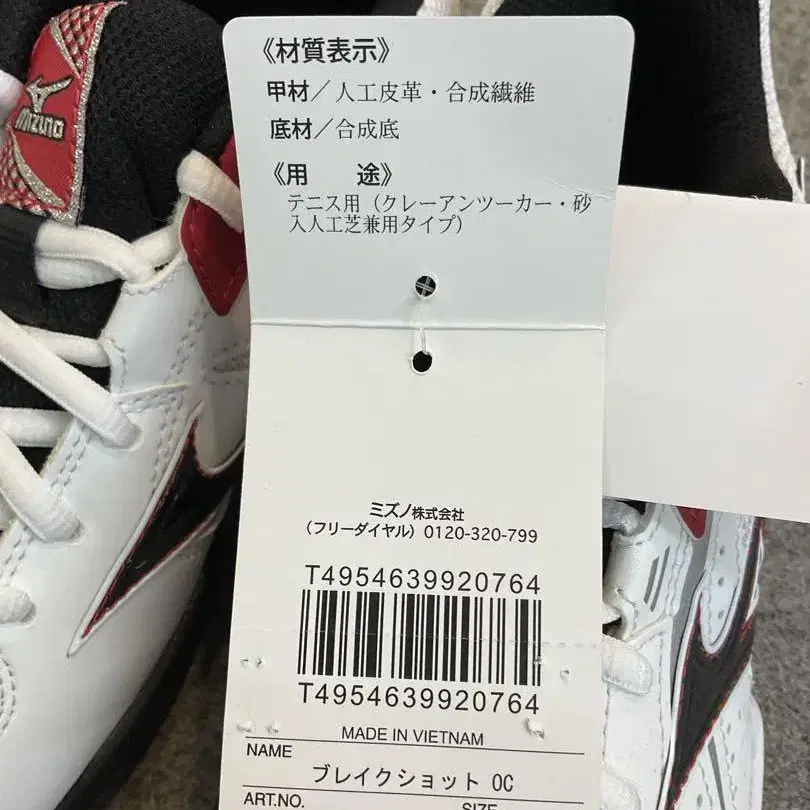 MIZUNO
《材質表示》
甲材／人工皮革・合成繊維
底材／合成底
《用　途》
テニス用（クレーアンツーカー・砂
入人工芝兼用タイプ）
ミズノ株式会社
（フリーダイヤル）0120-320-799
T4954639920764
T4954639920764
MADE IN VIETNAM
NAME
ブレイクショット OC
ART.NO.
SIZE